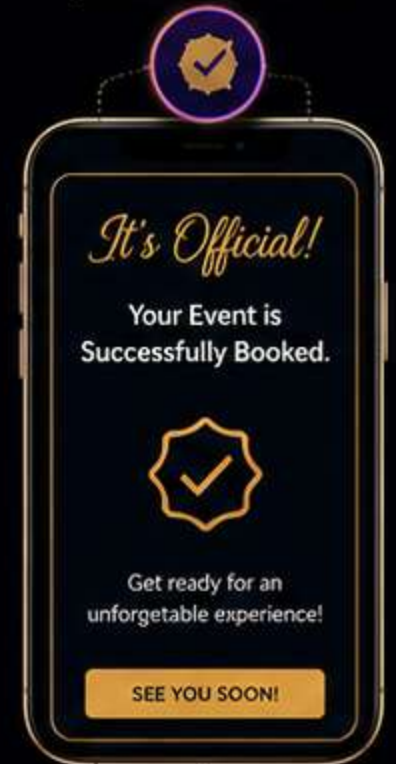 It's Official!
Your Event is
Successfully Booked.
Get ready for an
unforgetable experience!
SEE YOU SOON!